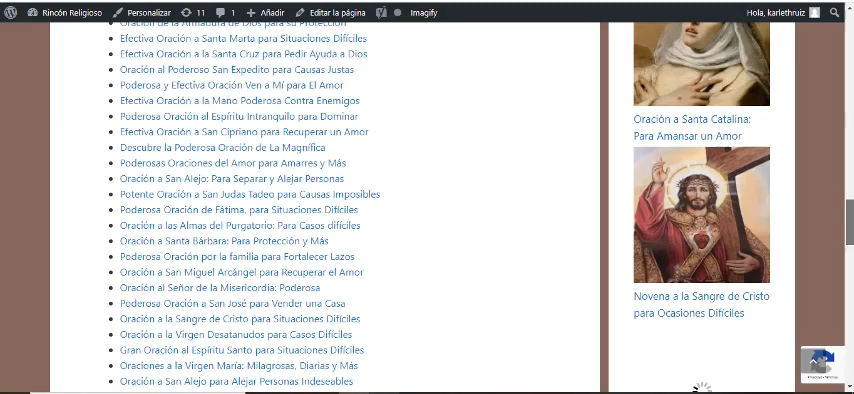 Rincón Religioso Personalizar 11 1 Añadir Editar la página Imagify Hola, karlethruiz
Oración de la Armadura de Dios para su Protección
Efectiva Oración a Santa Marta para Situaciones Difíciles
Efectiva Oración a la Santa Cruz para Pedir Ayuda a Dios
Oración al Poderoso San Expedito para Causas Justas
Poderosa y Efectiva Oración Ven a Mí para El Amor
Efectiva Oración a la Mano Poderosa Contra Enemigos
Poderosa Oración al Espíritu Intranquilo para Dominar
Efectiva Oración a San Cipriano para Recuperar un Amor
Descubre la Poderosa Oración de La Magnífica
Poderosas Oraciones del Amor para Amarres y Más
Oración a San Alejo: Para Separar y Alejar Personas
Potente Oración a San Judas Tadeo para Causas Imposibles
Poderosa Oración de Fátima, para Situaciones Difíciles
Oración a las Almas del Purgatorio: Para Casos difíciles
Oración a Santa Bárbara: Para Protección y Más
Poderosa Oración por la familia para Fortalecer Lazos
Oración a San Miguel Arcángel para Recuperar el Amor
Oración al Señor de la Misericordia: Poderosa
Poderosa Oración a San José para Vender una Casa
Oración a la Sangre de Cristo para Situaciones Difíciles
Oración a la Virgen Desatanudos para Casos Difíciles
Gran Oración al Espíritu Santo para Situaciones Difíciles
Oraciones a la Virgen María: Milagrosas, Diarias y Más
Oración a San Alejo para Alejar Personas Indeseables
Oración a Santa Catalina:
Para Amansar un Amor
Novena a la Sangre de Cristo
para Ocasiones Difíciles